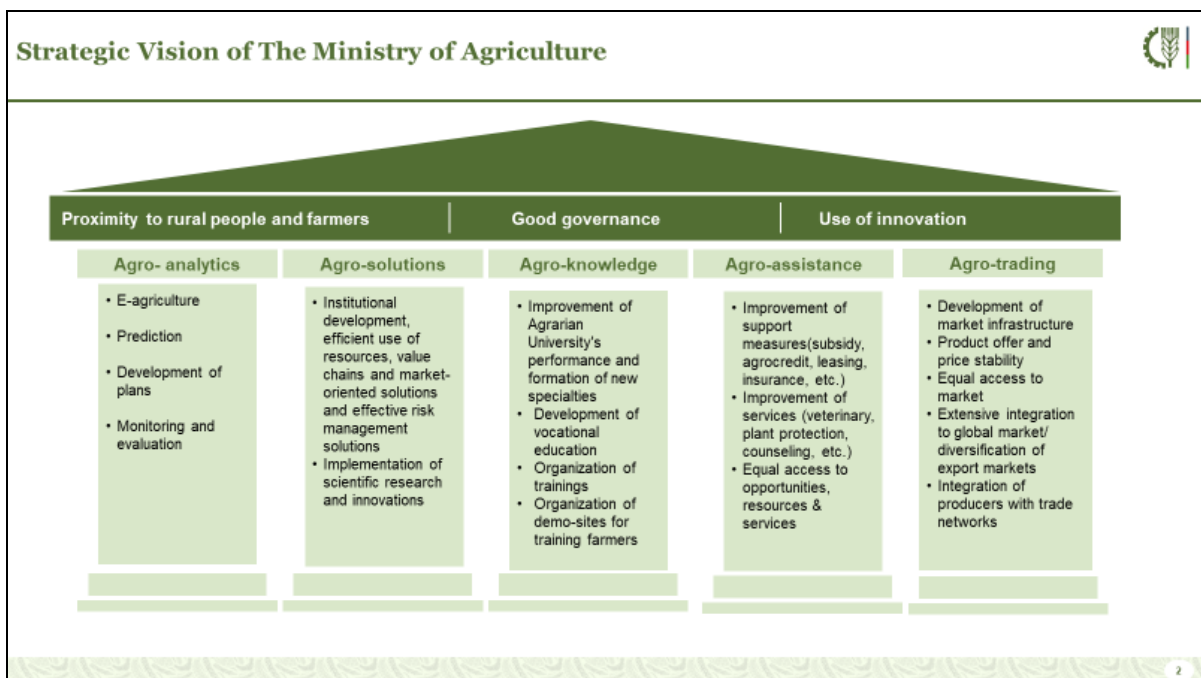 Strategic Vision of The Ministry of Agriculture
Proximity to rural people and farmers
Good governance
Use of innovation
Agro- analytics
• E-agriculture
• Prediction
• Development of
plans
• Monitoring and
evaluation
Agro-solutions
• Institutional
development,
efficient use of
resources, value
chains and market-
oriented solutions
and effective risk
management
solutions
• Implementation of
scientific research
and innovations
Agro-knowledge
• Improvement of
Agrarian
University's
performance and
formation of new
specialties
• Development of
vocational
education
• Organization of
trainings
• Organization of
demo-sites for
training farmers
Agro-assistance
• Improvement of
support
measures(subsidy,
agrocredit, leasing,
insurance, etc.)
• Improvement of
services (veterinary,
plant protection,
counseling, etc.)
• Equal access to
opportunities,
resources &
services
Agro-trading
• Development of
market infrastructure
• Product offer and
price stability
• Equal access to
market
• Extensive integration
to global market/
diversification of
export markets
• Integration of
producers with trade
networks
2